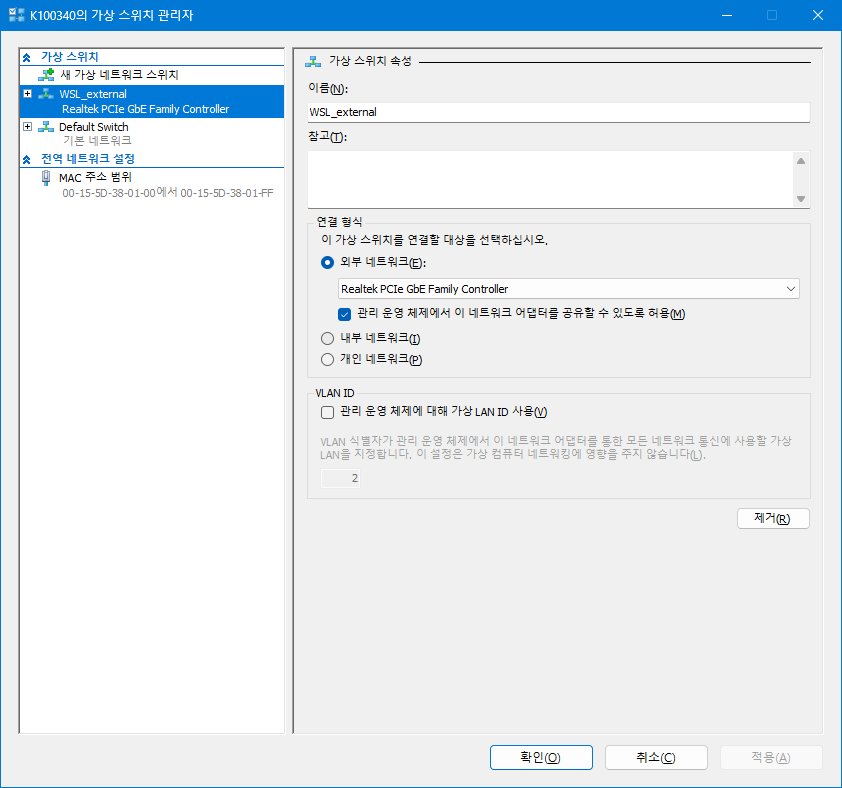 K100340의 가상 스위치 관리자
가상 스위치
새 가상 네트워크 스위치
WSL_external
Realtek PCIe GbE Family Controller
Default Switch
기본 네트워크
전역 네트워크 설정
MAC 주소 범위
00-15-5D-38-01-00에서 00-15-5D-38-01-FF
가상 스위치 속성
이름(N):
WSL_external
참고(T):
연결 형식
이 가상 스위치를 연결할 대상을 선택하십시오.
외부 네트워크(E):
Realtek PCIe GbE Family Controller
관리 운영 체제에서 이 네트워크 어댑터를 공유할 수 있도록 허용(M)
내부 네트워크(I)
개인 네트워크(P)
VLAN ID
관리 운영 체제에 대해 가상 LAN ID 사용(V)
VLAN 식별자가 관리 운영 체제에서 이 네트워크 어댑터를 통한 모든 네트워크 통신에 사용할 가상
LAN을 지정합니다. 이 설정은 가상 컴퓨터 네트워킹에 영향을 주지 않습니다(L).
2
제거(R)
확인(O)
취소(C)
적용(A)